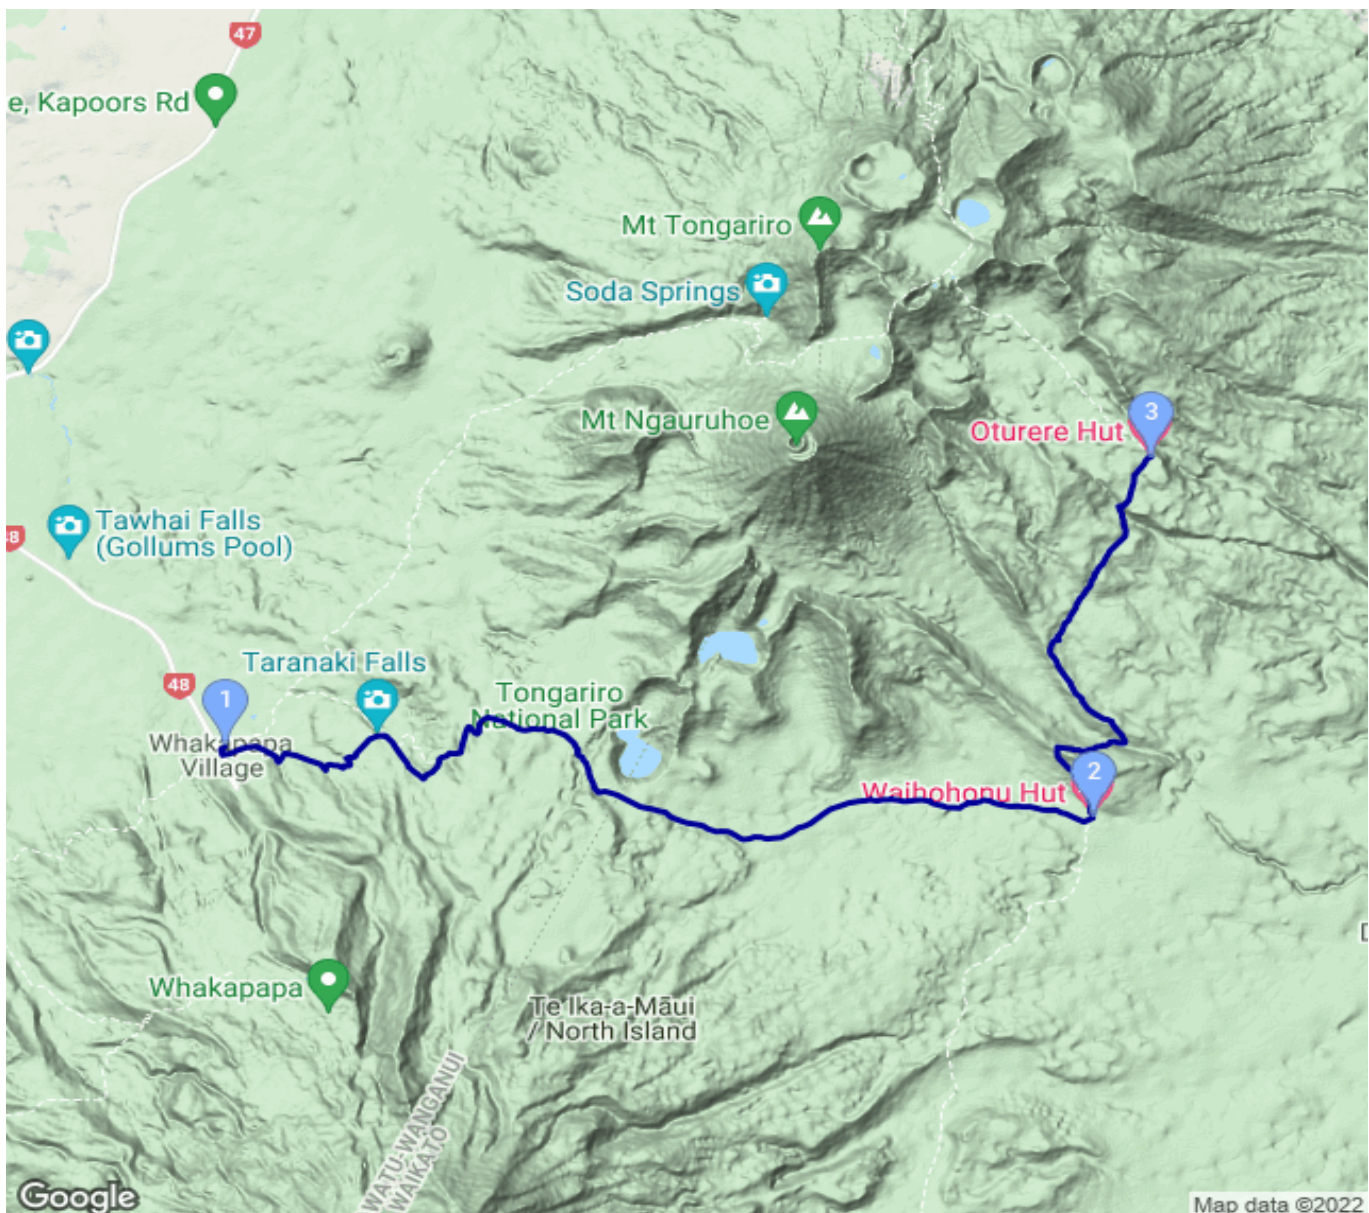 47
e, Kapoors Rd
Mt Tongariro
Soda Springs
Mt Ngauruhoe
3
Oturere Hut
Tawhai Falls
(Gollums Pool)
48
Taranaki Falls
48
1
Tongariro
National Park
Whakapapa
Village
2
Waihohonu Hut
Whakapapa
Te Ika-a-Māui
/ North Island
WATU-WANGANUI
WAIKATO
Google
Map data ©2022